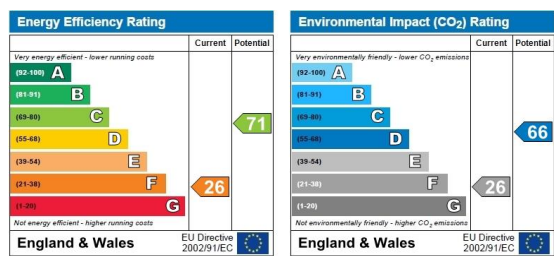 Energy Efficiency Rating
Current Potential
Very energy efficient - lower running costs
(92-100) A
(81-91) B
(69-80) C
(55-68) D
(39-54) E
(21-38) F
(1-20) G
26
71
Not energy efficient - higher running costs
England & Wales
EU Directive
2002/91/EC
Environmental Impact (CO2) Rating
Current Potential
Very environmentally friendly - lower CO2 emissions
(92-100) A
(81-91) B
(69-80) C
(55-68) D
(39-54) E
(21-38) F
(1-20) G
26
66
Not environmentally friendly - higher CO2 emissions
England & Wales
EU Directive
2002/91/EC